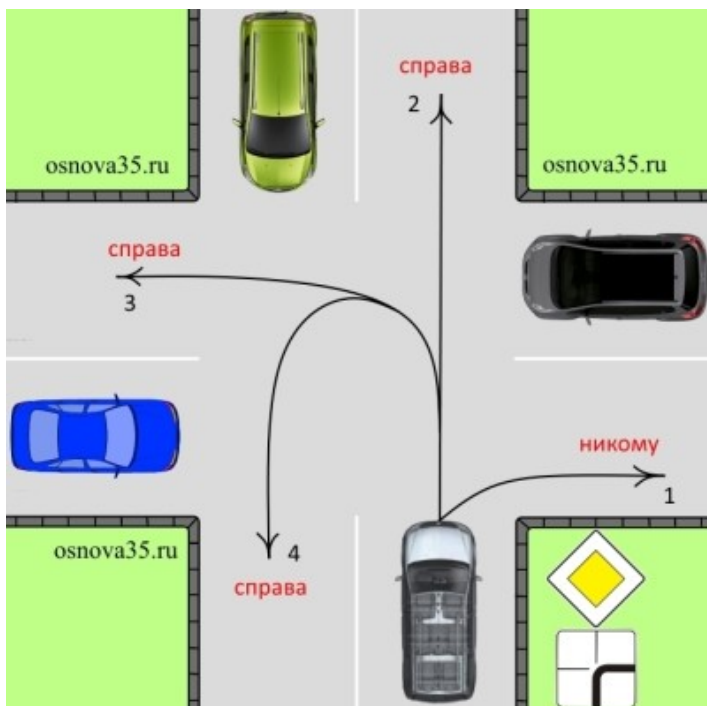 справа
2
osnova35.ru
osnova35.ru
справа
3
никому
1
osnova35.ru
4
справа